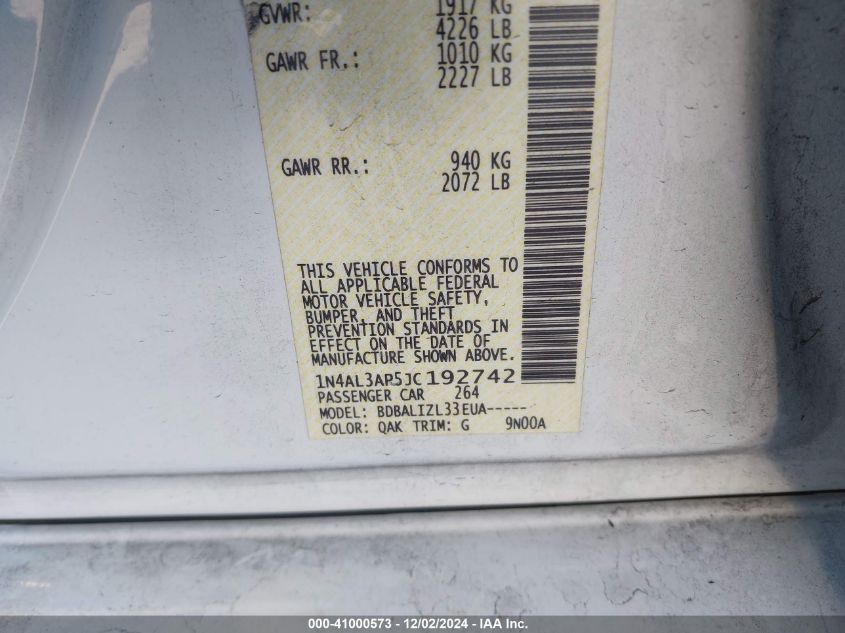 GVWR: 1917 KG
4226 LB
GAWR FR.: 1010 KG
2227 LB
GAWR RR.: 940 KG
2072 LB
THIS VEHICLE CONFORMS TO
ALL APPLICABLE FEDERAL
MOTOR VEHICLE SAFETY,
BUMPER, AND THEFT
PREVENTION STANDARDS IN
EFFECT ON THE DATE OF
MANUFACTURE SHOWN ABOVE.
1N4AL3AP5JC192742
PASSENGER CAR 264
MODEL: BDBALIZL33EUA-----
COLOR: QAK TRIM: G 9N00A
000-41000573 - 12/02/2024 - IAA Inc.